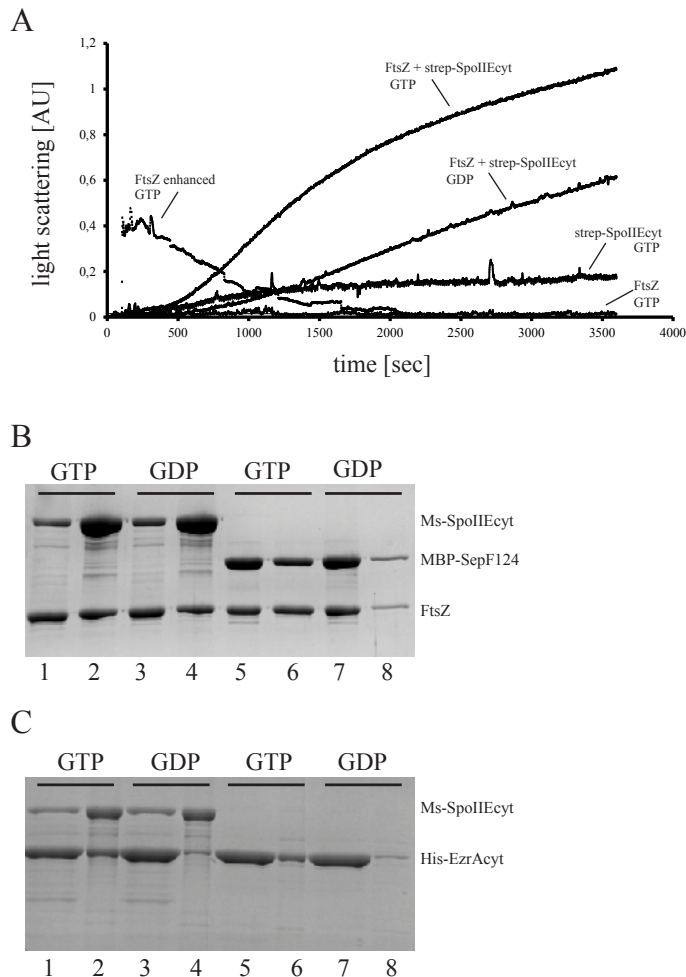 A
1,2
1
0,8
0,6
0,4
0,2
0
light scattering [AU]
FtsZ + strep-SpoIIEcyt
GTP
FtsZ enhanced
GTP
FtsZ + strep-SpoIIEcyt
GDP
strep-SpoIIEcyt
GTP
FtsZ
GTP
0 500 1000 1500 2000 2500 3000 3500 4000
time [sec]
B
GTP GDP GTP GDP
Ms-SpoIIEcyt
MBP-SepF124
FtsZ
1 2 3 4 5 6 7 8
C
GTP GDP GTP GDP
Ms-SpoIIEcyt
His-EzrAcyt
1 2 3 4 5 6 7 8